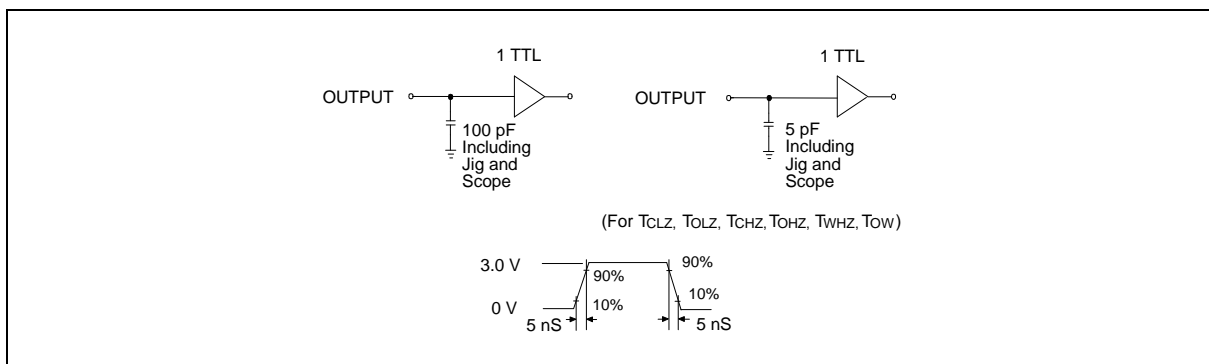 1 TTL
OUTPUT
100 pF
Including
Jig and
Scope
1 TTL
OUTPUT
5 pF
Including
Jig and
Scope
(For TCLZ, TOLZ, TCHZ, TOHZ, TWHZ, TOW)
3.0 V
90%
90%
0 V
10%
10%
5 nS
5 nS